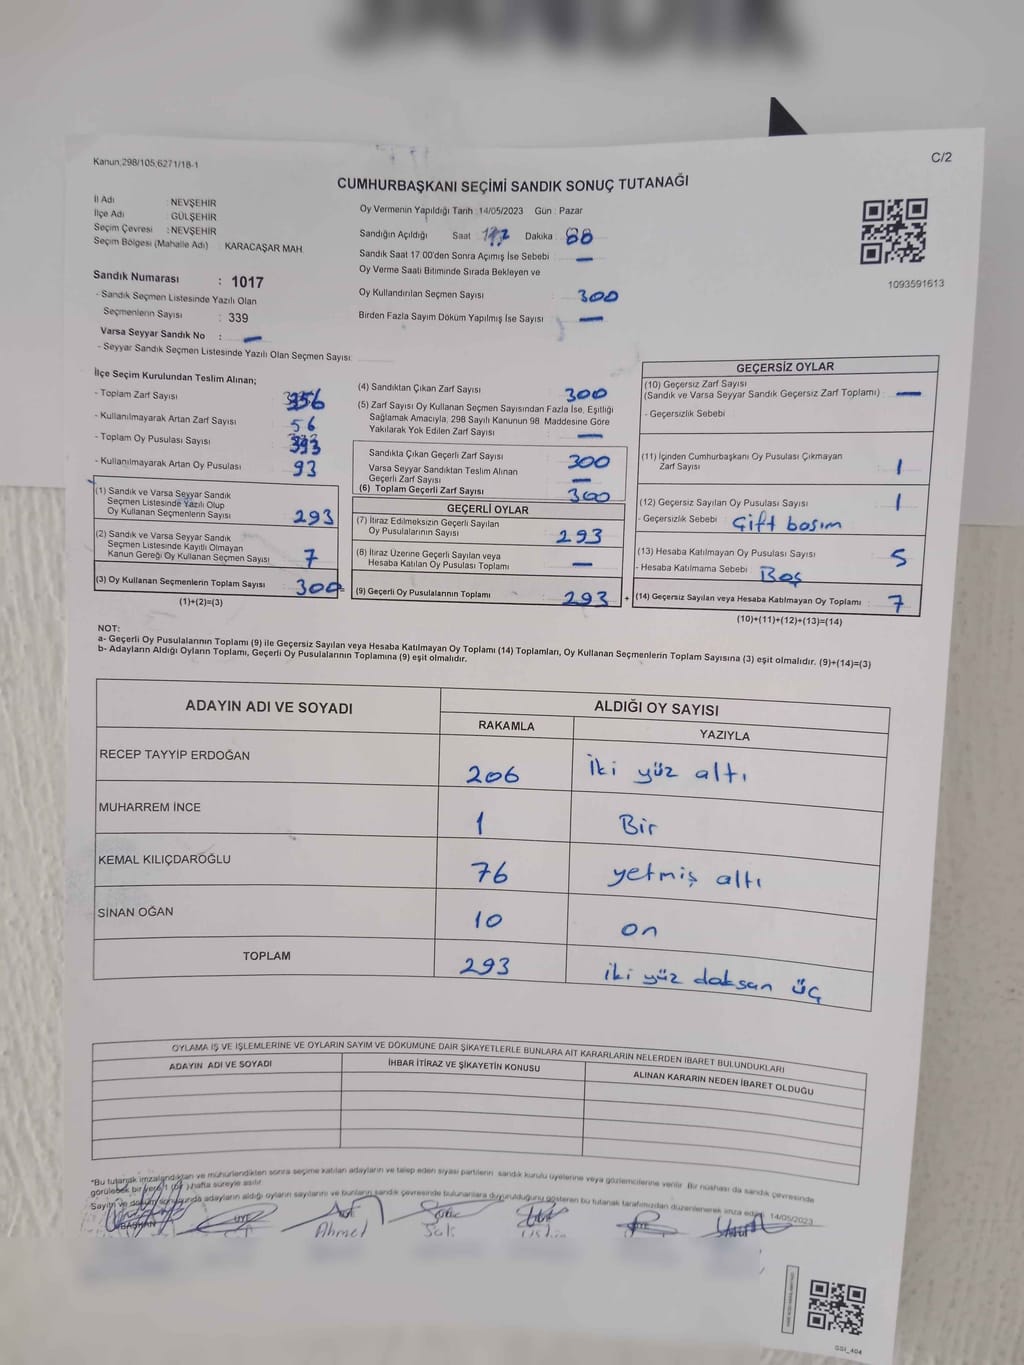 SANDIK
Kanun,298/105,6271/18-1
C/2
CUMHURBAŞKANI SEÇİMİ SANDIK SONUÇ TUTANAĞI
İl Adı : NEVŞEHİR
İlçe Adı : GÜLŞEHİR
Seçim Çevresi : NEVŞEHİR
Seçim Bölgesi (Mahalle Adı) : KARACAŞAR MAH.
Sandık Numarası : 1017
- Sandık Seçmen Listesinde Yazılı Olan
Seçmenlerin Sayısı : 339
Varsa Seyyar Sandık No : —
- Seyyar Sandık Seçmen Listesinde Yazılı Olan Seçmen Sayısı:
Oy Vermenin Yapıldığı Tarih :14/05/2023 Gün : Pazar
Sandığın Açıldığı Saat Dakika
Sandık Saat 17.00'den Sonra Açımış İse Sebebi —
Oy Verme Saati Bitiminde Sırada Bekleyen ve
Oy Kullandırılan Seçmen Sayısı 300
Birden Fazla Sayım Döküm Yapılmış İse Sayısı —
1093591613
İlçe Seçim Kurulundan Teslim Alınan;
- Toplam Zarf Sayısı 356
- Kullanılmayarak Artan Zarf Sayısı 56
- Toplam Oy Pusulası Sayısı 393
- Kullanılmayarak Artan Oy Pusulası 93
(1) Sandık ve Varsa Seyyar Sandık
Seçmen Listesinde Yazılı Olup
Oy Kullanan Seçmenlerin Sayısı 293
(2) Sandık ve Varsa Seyyar Sandık
Seçmen Listesinde Kayıtlı Olmayan
Kanun Gereği Oy Kullanan Seçmen Sayısı 7
(3) Oy Kullanan Seçmenlerin Toplam Sayısı 300
(1)+(2)=(3)
(4) Sandıktan Çıkan Zarf Sayısı 300
(5) Zarf Sayısı Oy Kullanan Seçmen Sayısından Fazla İse, Eşitliği
Sağlamak Amacıyla, 298 Sayılı Kanunun 98. Maddesine Göre
Yakılarak Yok Edilen Zarf Sayısı —
Sandıkla Çıkan Geçerli Zarf Sayısı 300
Varsa Seyyar Sandıktan Teslim Alınan
Geçerli Zarf Sayısı —
(6) Toplam Geçerli Zarf Sayısı 300
GEÇERLİ OYLAR
(7) İtiraz Edilmeksizin Geçerli Sayılan
Oy Pusulalarının Sayısı 293
(8) İtiraz Üzerine Geçerli Sayılan veya
Hesaba Katılan Oy Pusulası Toplamı —
= (9) Geçerli Oy Pusulalarının Toplamı 293 +
GEÇERSİZ OYLAR
(10) Geçersiz Zarf Sayısı
(Sandık ve Varsa Seyyar Sandık Geçersiz Zarf Toplamı) : —
- Geçersizlik Sebebi :
(11) İçinden Cumhurbaşkanı Oy Pusulası Çıkmayan
Zarf Sayısı 1
(12) Geçersiz Sayılan Oy Pusulası Sayısı 1
- Geçersizlik Sebebi : Çift basım
(13) Hesaba Katılmayan Oy Pusulası Sayısı 5
- Hesaba Katılmama Sebebi : Boş
(14) Geçersiz Sayılan veya Hesaba Katılmayan Oy Toplamı : 7
(10)+(11)+(12)+(13)=(14)
NOT:
a- Geçerli Oy Pusulalarının Toplamı (9) ile Geçersiz Sayılan veya Hesaba Katılmayan Oy Toplamı (14) Toplamları, Oy Kullanan Seçmenlerin Toplam Sayısına (3) eşit olmalıdır. (9)+(14)=(3)
b- Adayların Aldığı Oyların Toplamı, Geçerli Oy Pusulalarının Toplamına (9) eşit olmalıdır.
ADAYIN ADI VE SOYADI ALDIĞI OY SAYISI
RAKAMLA YAZIYLA
RECEP TAYYİP ERDOĞAN 206 İki yüz altı
MUHARREM İNCE 1 Bir
KEMAL KILIÇDAROĞLU 76 yetmiş altı
SİNAN OĞAN 10 on
TOPLAM 293 iki yüz doksan üç
OYLAMA İŞ VE İŞLEMLERİNE VE OYLARIN SAYIM VE DÖKÜMÜNE DAİR ŞİKAYETLERLE BUNLARA AİT KARARLARIN NELERDEN İBARET BULUNDUKLARI
ADAYIN ADI VE SOYADI İHBAR İTİRAZ VE ŞİKAYETİN KONUSU ALINAN KARARIN NEDEN İBARET OLDUĞU
"Bu tutanak imzalandıktan ve mühürlendikten sonra seçime katılan adayların ve talep eden siyasi partilerin sandık kurulu üyelerine veya gözlemcilerine verilir. Bir nüshası da sandık çevresinde
görülebilir bir yere 1 (bir) hafta süreyle asılır.
Sayım ve döküm sonucunda adayların aldığı oyların sayılarını ve bunların sandık çevresinde bulunanlara duyurulduğunu gösteren bu tutanak tarafımızdan düzenlenerek imza edildi. 14/05/2023
BAŞKAN
Ahmet
GSI_404